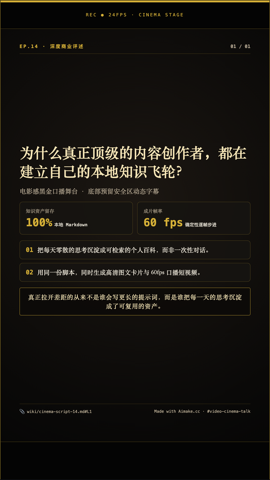 REC ● 24FPS · CINEMA STAGE
EP.14 · 深度商业评述
01 / 01
为什么真正顶级的内容创作者，都在
建立自己的本地知识飞轮？
电影感黑金口播舞台 · 底部预留安全区动态字幕
知识资产留存
100% 本地 Markdown
成片帧率
60 fps 确定性逐帧步进
01 把每天零散的思考沉淀成可检索的个人百科，而非一次性对话。
02 用同一份脚本，同时生成高清图文卡片与 60fps 口播短视频。
真正拉开差距的从来不是谁会写更长的提示词，而是谁把每一天的思考沉淀
成了可复用的资产。
wiki/cinema-script-14.md#L1
Made with Aimake.cc · #video-cinema-talk